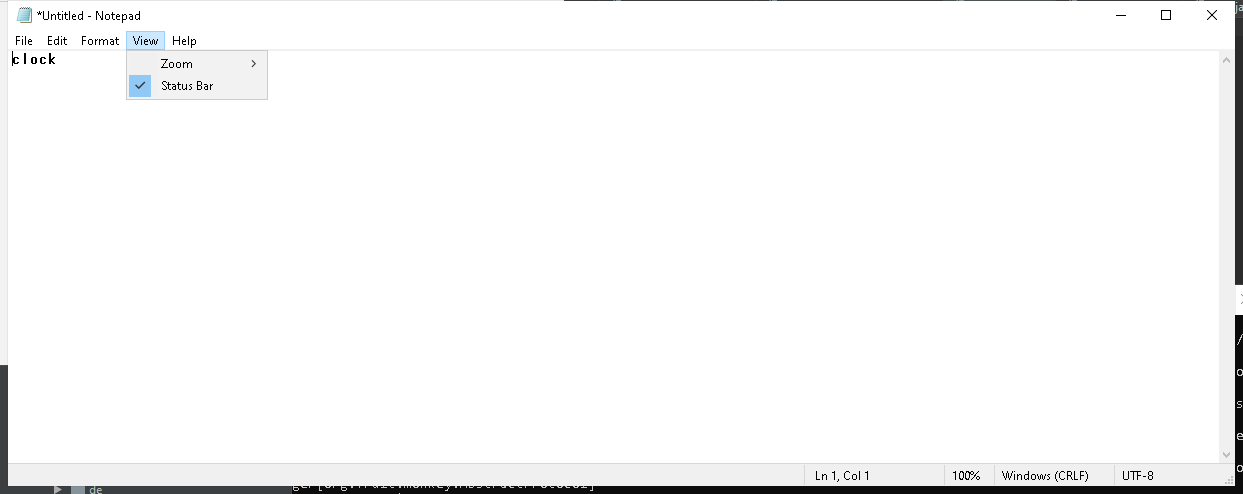 *Untitled - Notepad
File Edit Format View Help
clock
Zoom
Status Bar
Ln 1, Col 1 100% Windows (CRLF) UTF-8
de